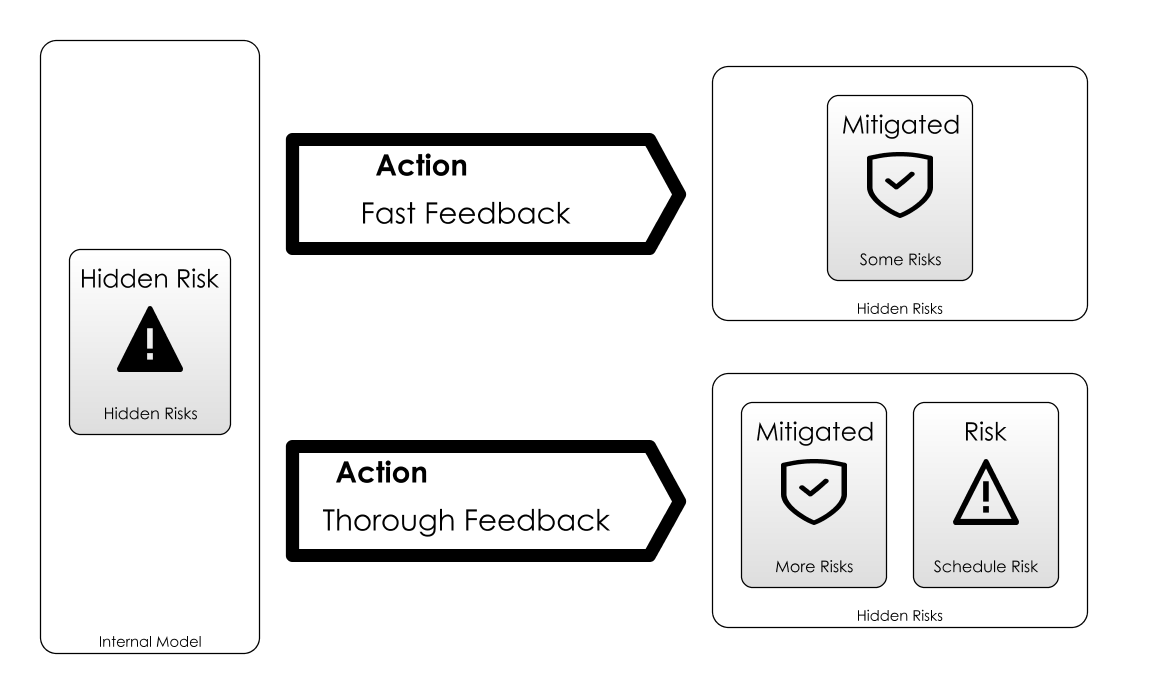 Hidden Risk
Hidden Risks
Internal Model
Action
Fast Feedback
Mitigated
Some Risks
Hidden Risks
Action
Thorough Feedback
Mitigated
More Risks
Risk
Schedule Risk
Hidden Risks